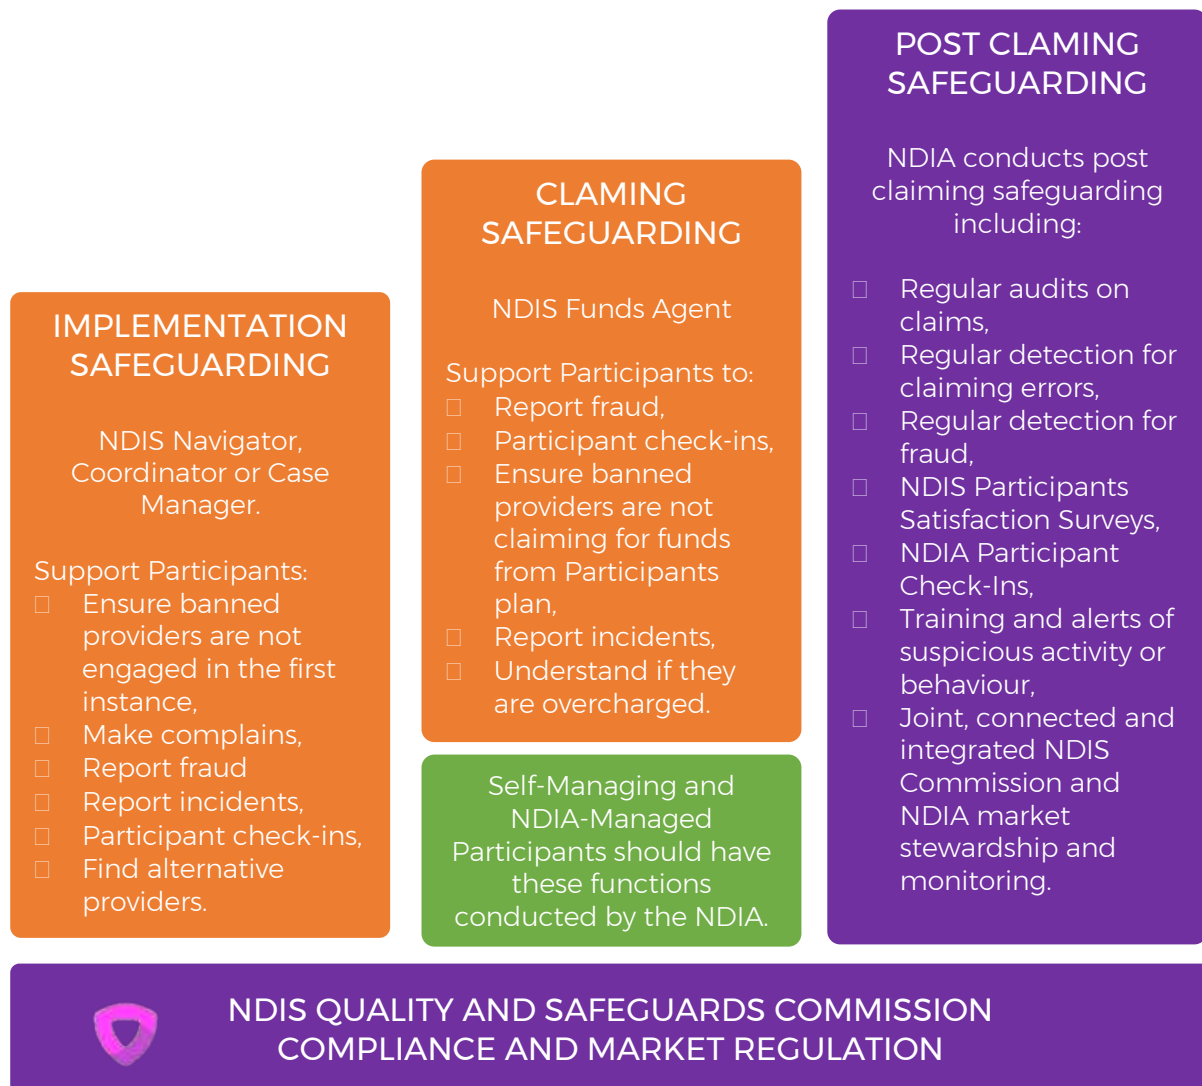 IMPLEMENTATION
SAFEGUARDING
NDIS Navigator,
Coordinator or Case
Manager.
Support Participants:
Ensure banned
providers are not
engaged in the first
instance,
Make complains,
Report fraud
Report incidents,
Participant check-ins,
Find alternative
providers.
CLAMING
SAFEGUARDING
NDIS Funds Agent
Support Participants to:
Report fraud,
Participant check-ins,
Ensure banned
providers are not
claiming for funds
from Participants
plan,
Report incidents,
Understand if they
are overcharged.
Self-Managing and
NDIA-Managed
Participants should have
these functions
conducted by the NDIA.
POST CLAMING
SAFEGUARDING
NDIA conducts post
claiming safeguarding
including:
Regular audits on
claims,
Regular detection for
claiming errors,
Regular detection for
fraud,
NDIS Participants
Satisfaction Surveys,
NDIA Participant
Check-Ins,
Training and alerts of
suspicious activity or
behaviour,
Joint, connected and
integrated NDIS
Commission and
NDIA market
stewardship and
monitoring.
NDIS QUALITY AND SAFEGUARDS COMMISSION
COMPLIANCE AND MARKET REGULATION